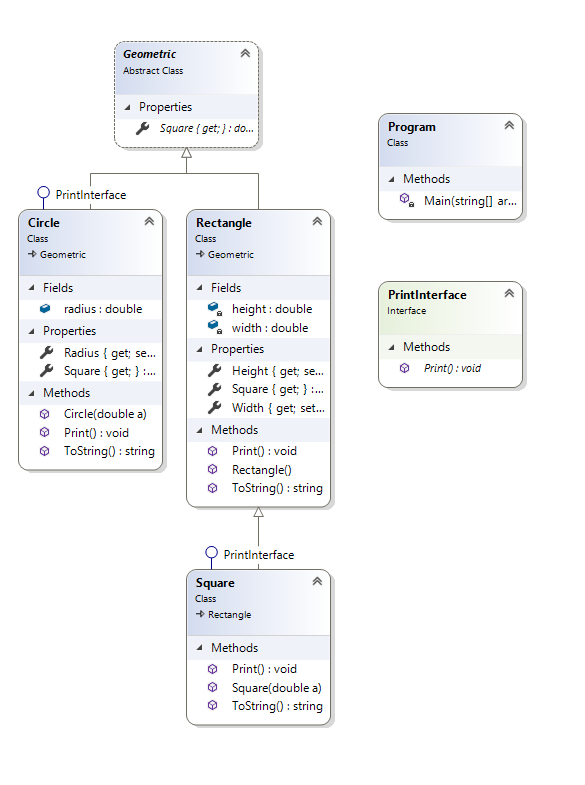 Geometric
Abstract Class
Properties
Square { get; } : do...
Program
Class
Methods
Main(string[] ar...
PrintInterface
Circle
Class
Geometric
Fields
radius : double
Properties
Radius { get; se...
Square { get; } :...
Methods
Circle(double a)
Print() : void
ToString() : string
Rectangle
Class
Geometric
Fields
height : double
width : double
Properties
Height { get; se...
Square { get; } :...
Width { get; set...
Methods
Print() : void
Rectangle()
ToString() : string
PrintInterface
Interface
Methods
Print() : void
PrintInterface
Square
Class
Rectangle
Methods
Print() : void
Square(double a)
ToString() : string